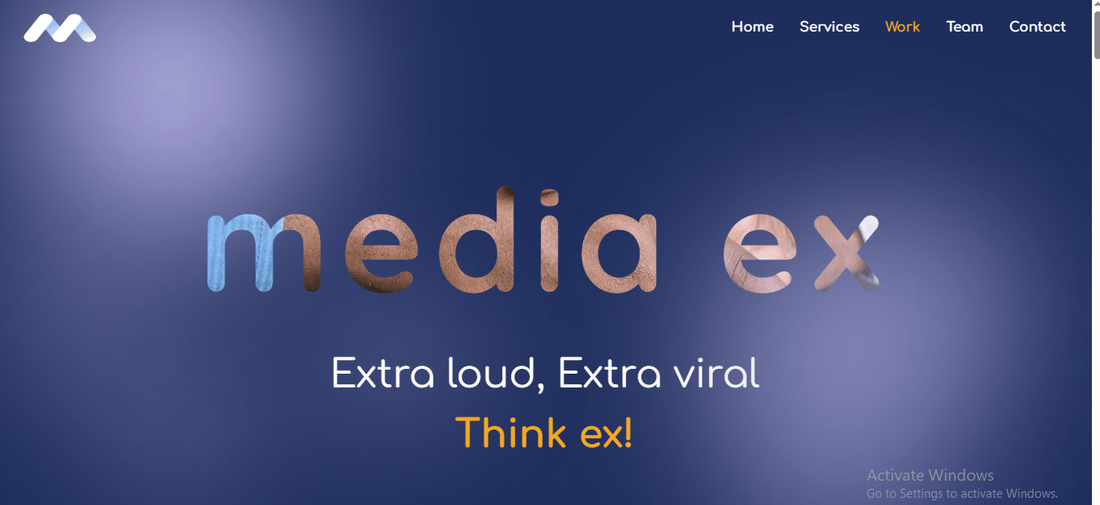 Home Services Work Team Contact
media ex
Extra loud, Extra viral
Think ex!
Activate Windows
Go to Settings to activate Windows.